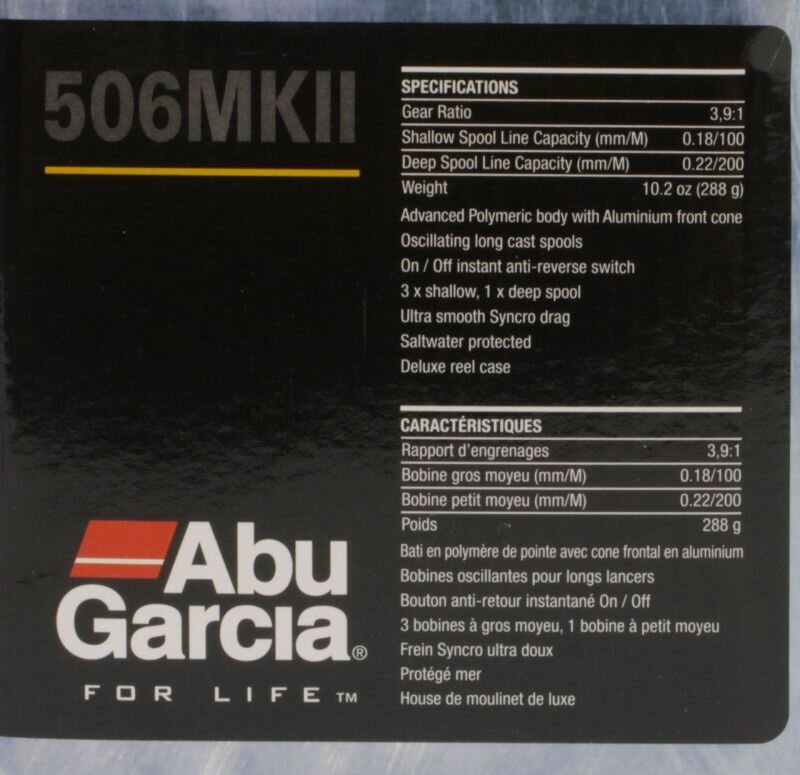 506MKII
SPECIFICATIONS
Gear Ratio 3,9:1
Shallow Spool Line Capacity (mm/M) 0.18/100
Deep Spool Line Capacity (mm/M) 0.22/200
Weight 10.2 oz (288 g)
Advanced Polymeric body with Aluminium front cone
Oscillating long cast spools
On / Off instant anti-reverse switch
3 x shallow, 1 x deep spool
Ultra smooth Syncro drag
Saltwater protected
Deluxe reel case
CARACTÉRISTIQUES
Rapport d'engrenages 3,9:1
Bobine gros moyeu (mm/M) 0.18/100
Bobine petit moyeu (mm/M) 0.22/200
Poids 288 g
Bati en polymère de pointe avec cone frontal en aluminium
Bobines oscillantes pour longs lancers
Bouton anti-retour instantané On / Off
3 bobines à gros moyeu, 1 bobine à petit moyeu
Frein Syncro ultra doux
Protégé mer
House de moulinet de luxe
Abu
Garcia®
FOR LIFE™